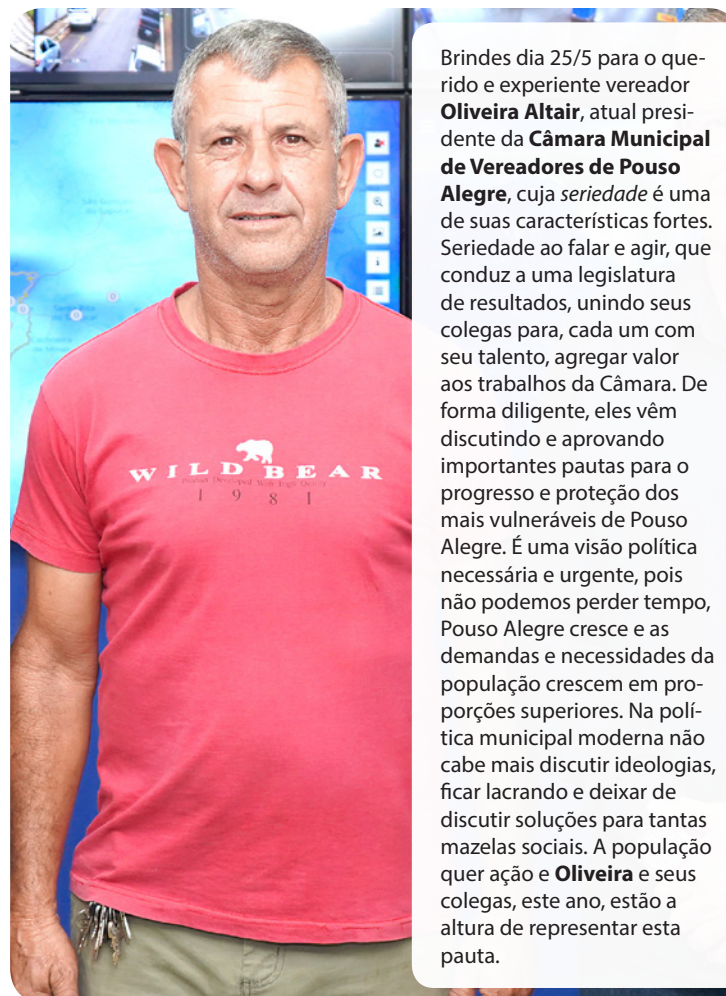 Brindes dia 25/5 para o que-
rido e experiente vereador
Oliveira Altair, atual presi-
dente da Câmara Municipal
de Vereadores de Pouso
Alegre, cuja seriedade é uma
de suas características fortes.
Seriedade ao falar e agir, que
conduz a uma legislatura
de resultados, unindo seus
colegas para, cada um com
seu talento, agregar valor
aos trabalhos da Câmara. De
forma diligente, eles vêm
discutindo e aprovando
importantes pautas para o
progresso e proteção dos
mais vulneráveis de Pouso
Alegre. É uma visão política
necessária e urgente, pois
não podemos perder tempo,
Pouso Alegre cresce e as
demandas e necessidades da
população crescem em pro-
porções superiores. Na polí-
tica municipal moderna não
cabe mais discutir ideologias,
ficar lacrando e deixar de
discutir soluções para tantas
mazelas sociais. A população
quer ação e Oliveira e seus
colegas, este ano, estão a
altura de representar esta
pauta.
WILD BEAR
1981